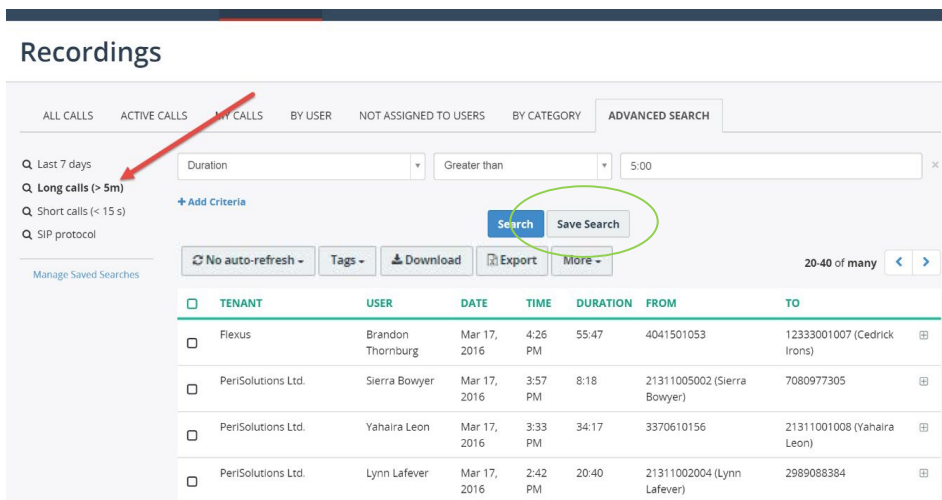 Recordings
ALL CALLS ACTIVE CALLS MY CALLS BY USER NOT ASSIGNED TO USERS BY CATEGORY ADVANCED SEARCH
Last 7 days
Long calls (> 5m)
Short calls (< 15 s)
SIP protocol
Manage Saved Searches
Duration Greater than 5:00
+ Add Criteria
Search Save Search
No auto-refresh Tags Download Export More 20-40 of many
TENANT USER DATE TIME DURATION FROM TO
Flexus Brandon Mar 17, 4:26 55:47 4041501053 12333001007 (Cedrick
Thornburg 2016 PM Irons)
PeriSolutions Ltd. Sierra Bowyer Mar 17, 3:57 8:18 21311005002 (Sierra 7080977305
2016 PM Bowyer)
PeriSolutions Ltd. Yahaira Leon Mar 17, 3:33 34:17 3370610156 21311001008 (Yahaira
2016 PM Leon)
PeriSolutions Ltd. Lynn Lafever Mar 17, 2:42 20:40 21311002004 (Lynn 2989088384
2016 PM Lafever)